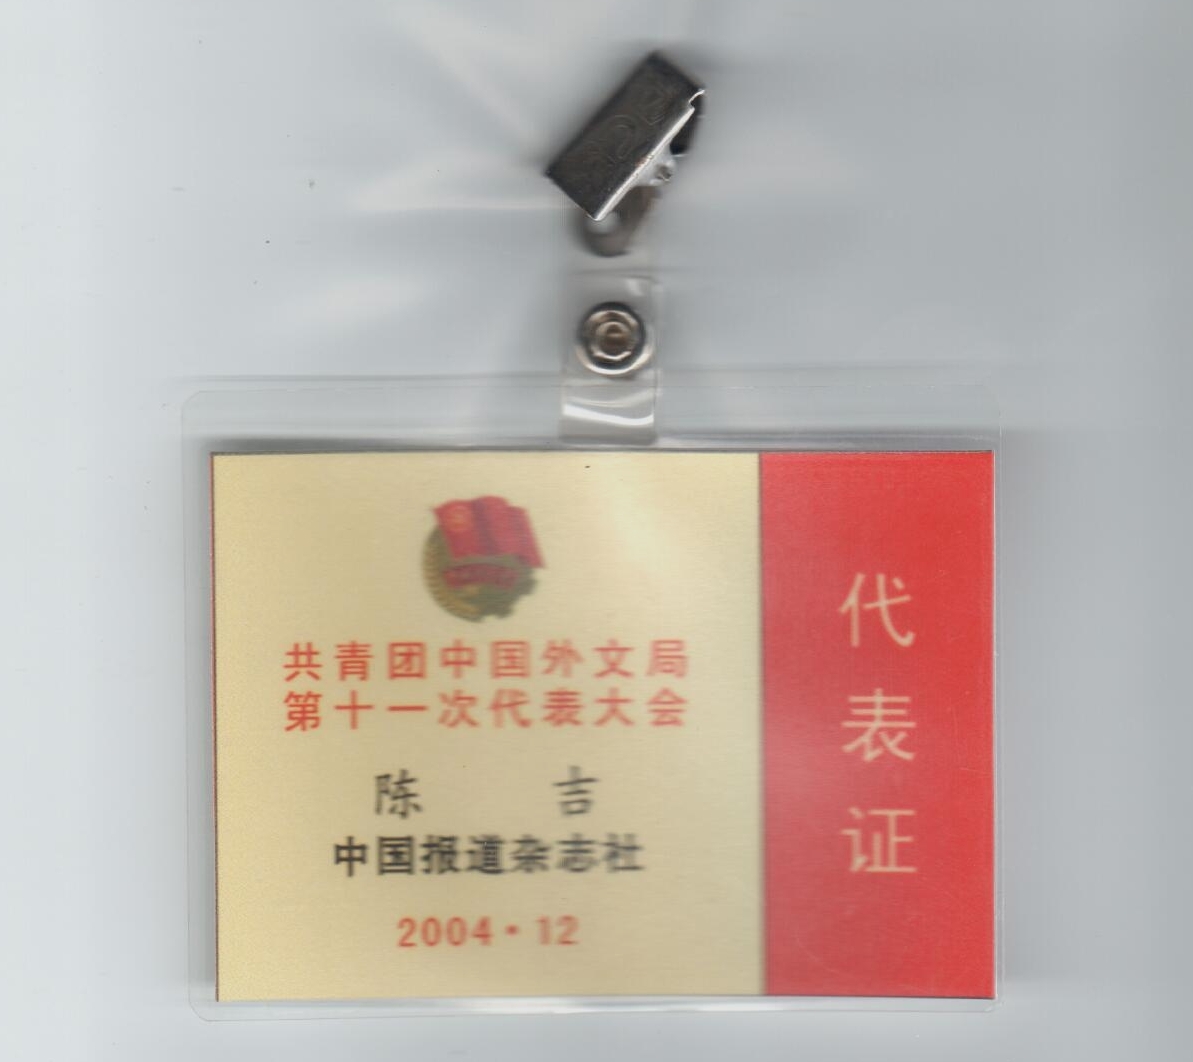 共青团中国外文局
第十一次代表大会
陈 吉
中国报道杂志社
2004·12
代表证